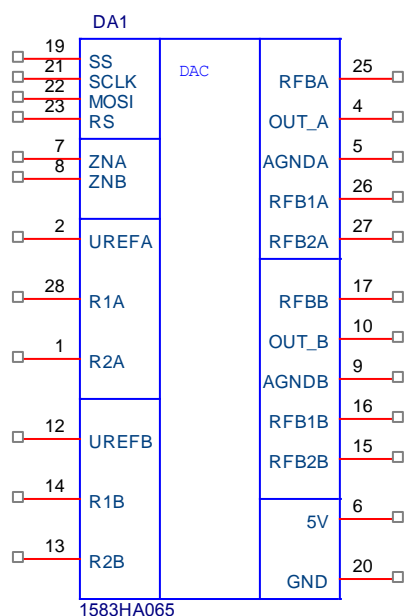 DA1
DAC
19 SS
21 SCLK
22 MOSI
23 RS
7 ZNA
8 ZNB
2 UREFA
28 R1A
1 R2A
12 UREFB
14 R1B
13 R2B
RFBA 25
OUT_A 4
AGNDA 5
RFB1A 26
RFB2A 27
RFBB 17
OUT_B 10
AGNDB 9
RFB1B 16
RFB2B 15
5V 6
GND 20
1583HA065